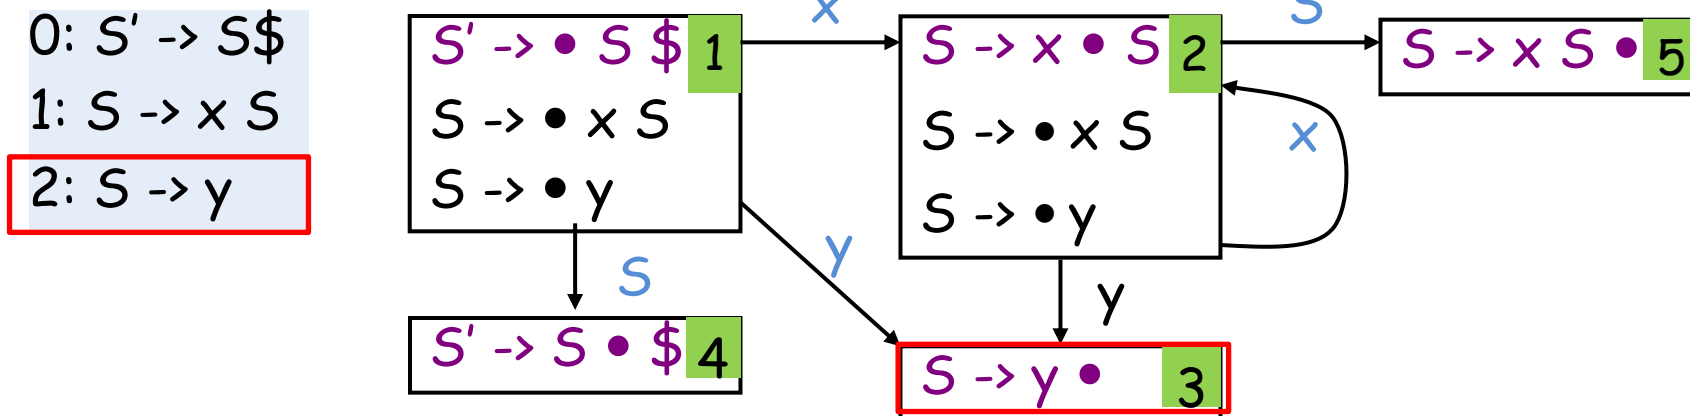 0: S' -> S$
1: S -> x S
2: S -> y
S' -> • S $ 1
S -> • x S
S -> • y
x
S -> x • S 2
S -> • x S
S -> • y
S
S -> x S • 5
x
S
y
y
S' -> S • $ 4
S -> y • 3